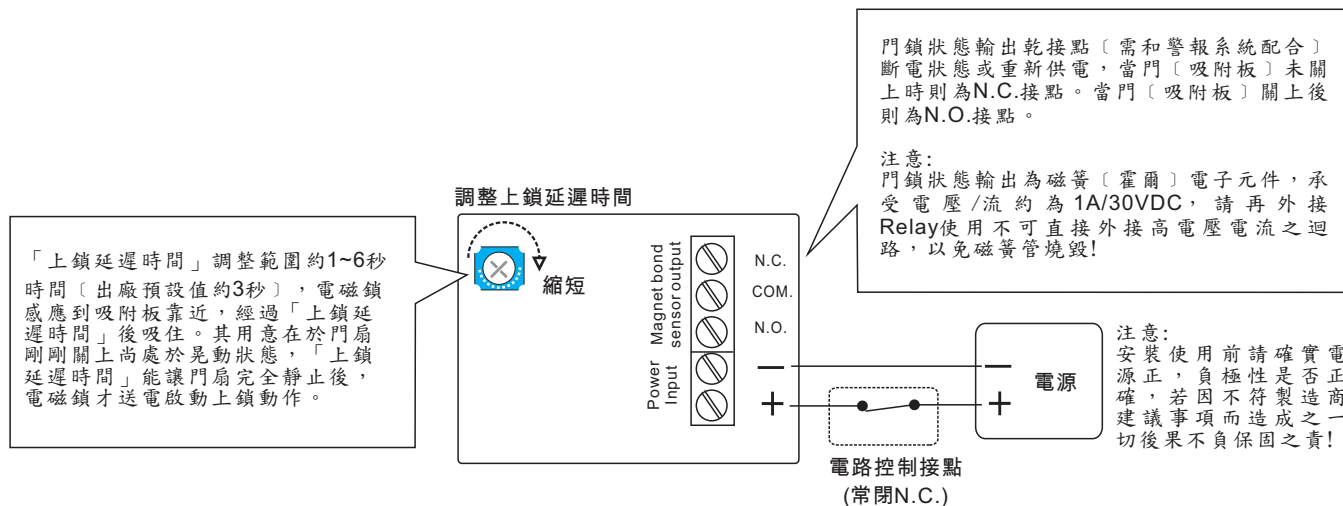 「上鎖延遲時間」調整範圍約1~6秒
時間〔出廠預設值約3秒〕，電磁鎖
感應到吸附板靠近，經過「上鎖延
遲時間」後吸住。其用意在於門扇
剛剛關上尚處於晃動狀態，「上鎖
延遲時間」能讓門扇完全靜止後，
電磁鎖才送電啟動上鎖動作。
調整上鎖延遲時間
縮短
Magnet bond
sensor output
Power
Input
N.C.
COM.
N.O.
—
+
門鎖狀態輸出乾接點〔需和警報系統配合〕
斷電狀態或重新供電，當門〔吸附板〕未關
上時則為N.C.接點。當門〔吸附板〕關上後
則為N.O.接點。
注意:
門鎖狀態輸出為磁簧〔霍爾〕電子元件，承
受電壓/流約為1A/30VDC，請再外接
Relay使用不可直接外接高電壓電流之迴
路，以免磁簧管燒毀!
—
+
電源
電路控制接點
(常閉N.C.)
注意:
安裝使用前請確實電
源正，負極性是否正
確，若因不符製造商
建議事項而造成之一
切後果不負保固之責!